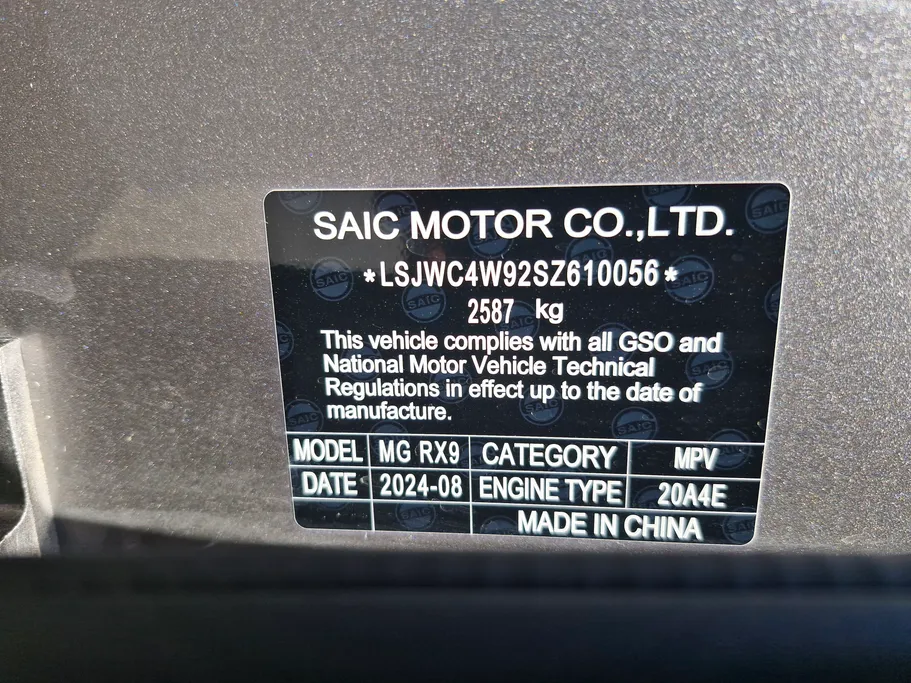 SAIC MOTOR CO.,LTD.
*LSJWC4W92SZ610056*
2587 kg
This vehicle complies with all GSO and
National Motor Vehicle Technical
Regulations in effect up to the date of
manufacture.
MODEL MG RX9 CATEGORY MPV
DATE 2024-08 ENGINE TYPE 20A4E
MADE IN CHINA